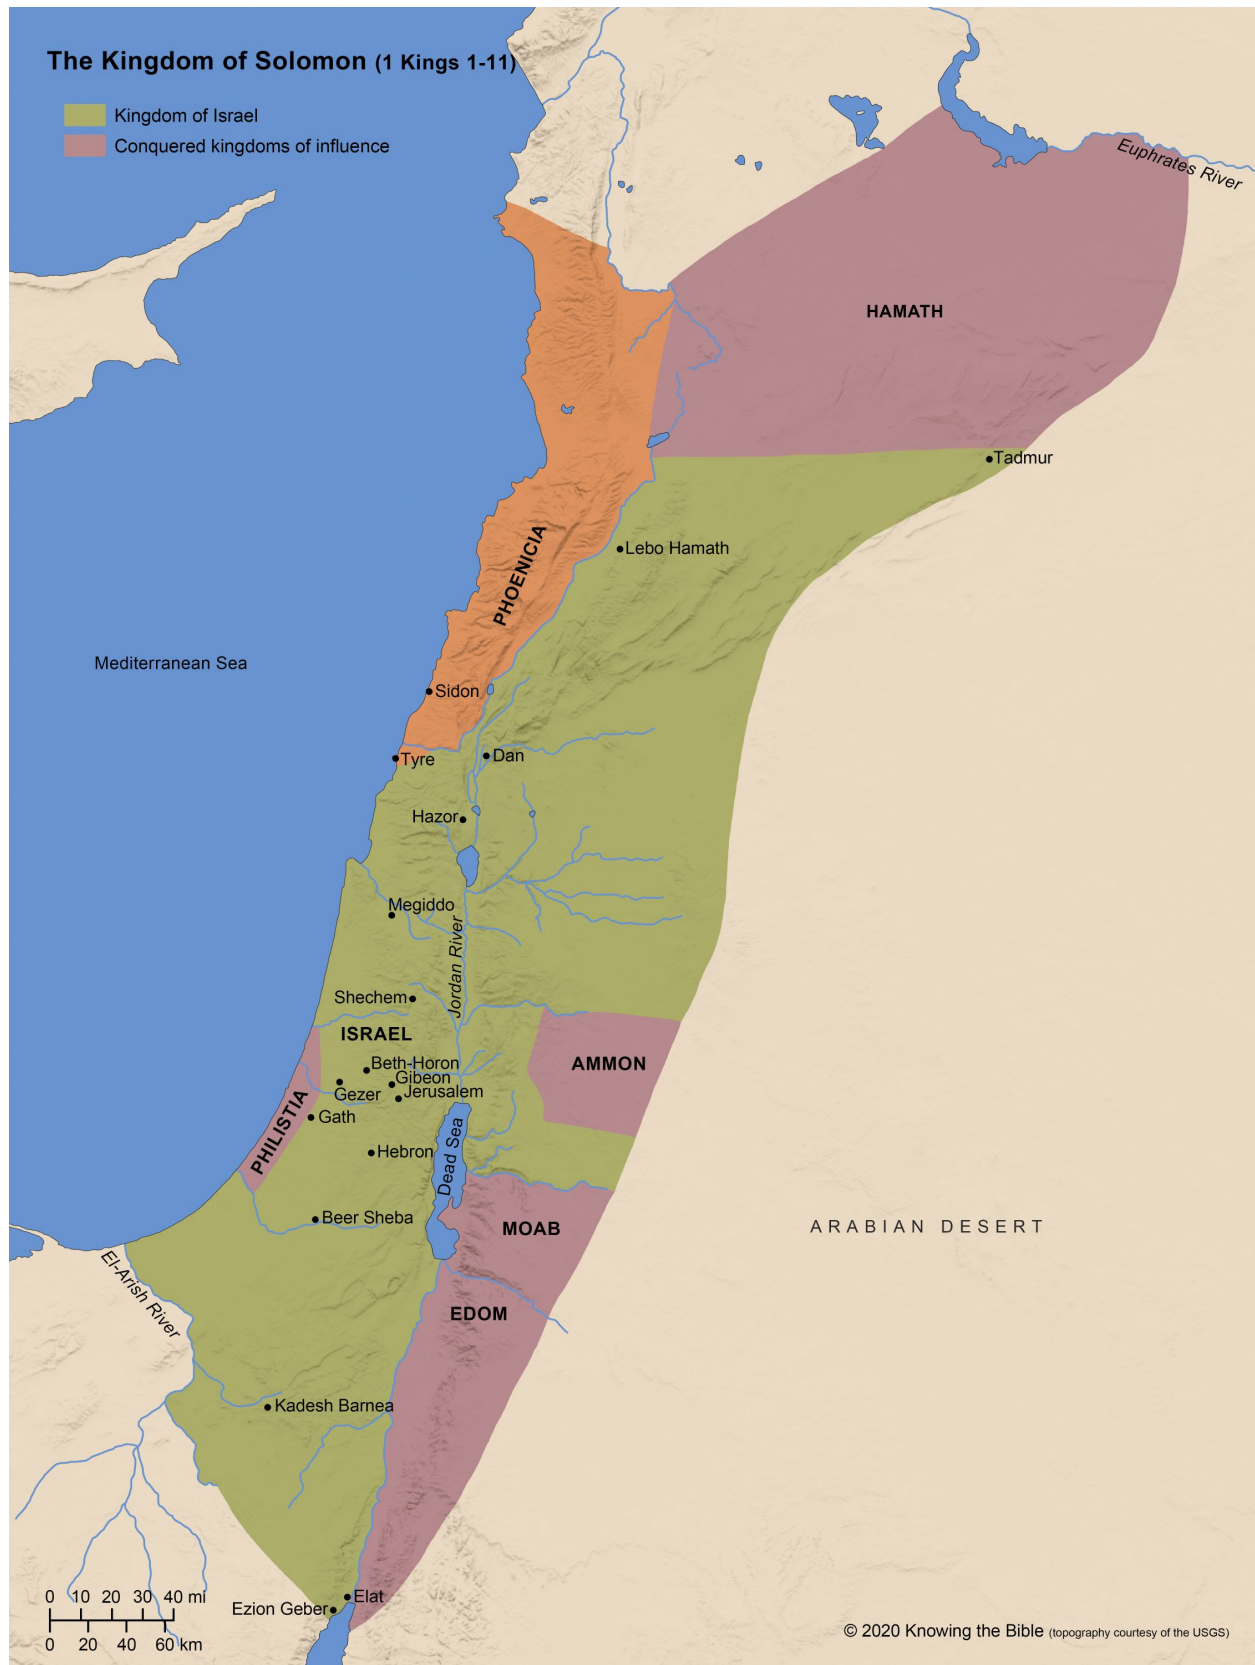 The Kingdom of Solomon (1 Kings 1-11)
Kingdom of Israel
Conquered kingdoms of influence
Euphrates River
HAMATH
Tadmur
Lebo Hamath
PHOENICIA
Mediterranean Sea
Sidon
Tyre
Dan
Hazor
Megiddo
Jordan River
Shechem
ISRAEL
Beth-Horon
AMMON
Gibeon
Gezer
Jerusalem
Gath
PHILISTIA
Hebron
Dead Sea
Beer Sheba
MOAB
ARABIAN DESERT
El-Arish River
EDOM
Kadesh Barnea
Elat
Ezion Geber
0 10 20 30 40 mi
0 20 40 60 km
© 2020 Knowing the Bible (topography courtesy of the USGS)